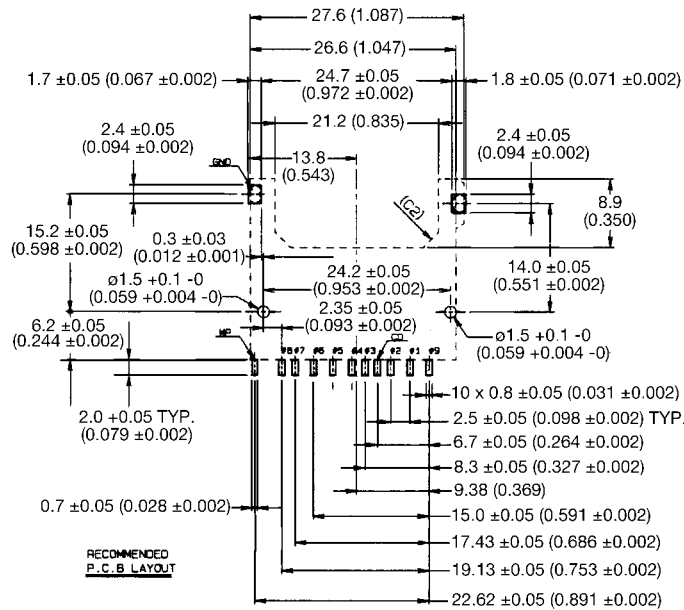 27.6 (1.087)
26.6 (1.047)
1.7 ±0.05 (0.067 ±0.002)
24.7 ±0.05
(0.972 ±0.002)
1.8 ±0.05 (0.071 ±0.002)
21.2 (0.835)
2.4 ±0.05
(0.094 ±0.002)
2.4 ±0.05
(0.094 ±0.002)
GND
13.8
(0.543)
(C2)
8.9
(0.350)
15.2 ±0.05
(0.598 ±0.002)
0.3 ±0.03
(0.012 ±0.001)
24.2 ±0.05
(0.953 ±0.002)
14.0 ±0.05
(0.551 ±0.002)
ø1.5 +0.1 -0
(0.059 +0.004 -0)
2.35 ±0.05
(0.093 ±0.002)
6.2 ±0.05
(0.244 ±0.002)
ø1.5 +0.1 -0
(0.059 +0.004 -0)
WP
CD
#8 #7 #6 #5 #4 #3 #2 #1 #9
2.0 +0.05 TYP.
(0.079 ±0.002)
10 x 0.8 ±0.05 (0.031 ±0.002)
2.5 ±0.05 (0.098 ±0.002) TYP.
6.7 ±0.05 (0.264 ±0.002)
8.3 ±0.05 (0.327 ±0.002)
9.38 (0.369)
0.7 ±0.05 (0.028 ±0.002)
15.0 ±0.05 (0.591 ±0.002)
17.43 ±0.05 (0.686 ±0.002)
19.13 ±0.05 (0.753 ±0.002)
22.62 ±0.05 (0.891 ±0.002)
RECOMMENDED
P.C.B LAYOUT